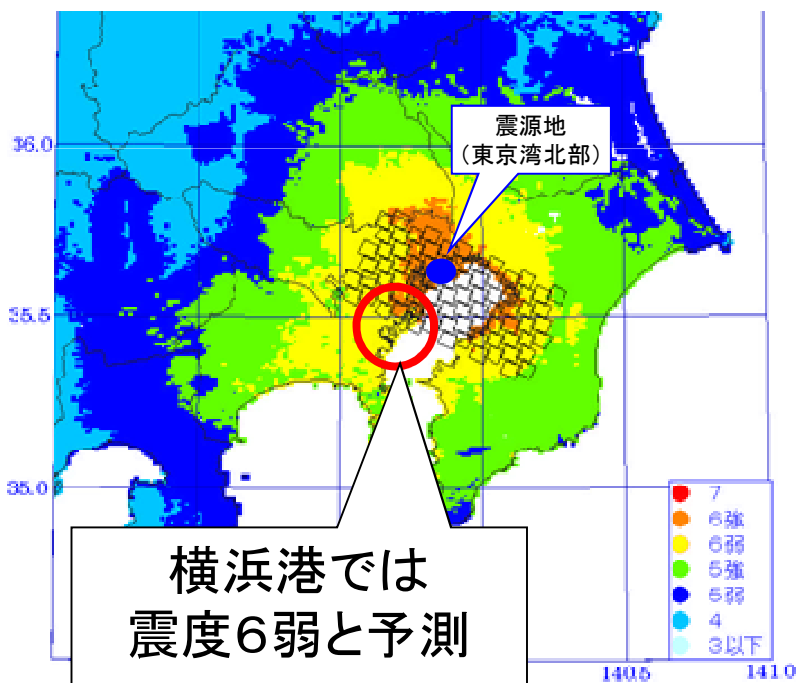 36.0
震源地
（東京湾北部）
35.5
35.0
横浜港では
震度６弱と予測
7
6強
6弱
5強
5弱
4
3以下
140.5
141.0